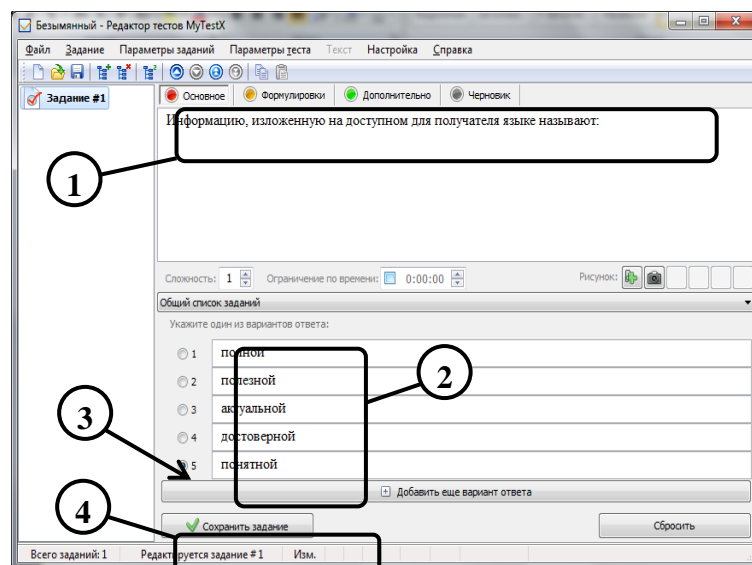 Безымянный - Редактор тестов MyTestX
Файл Задание Параметры заданий Параметры теста Текст Настройка Справка
Задание #1
Основное Формулировки Дополнительно Черновик
Информацию, изложенную на доступном для получателя языке называют:
1
Сложность: 1 Ограничение по времени: 0:00:00 Рисунок:
Общий список заданий
Укажите один из вариантов ответа:
1 полной
2 полезной
2
3 актуальной
3
4 достоверной
5 понятной
Добавить еще вариант ответа
4
Сохранить задание Сбросить
Всего заданий: 1 Редактируется задание #1 Изм.